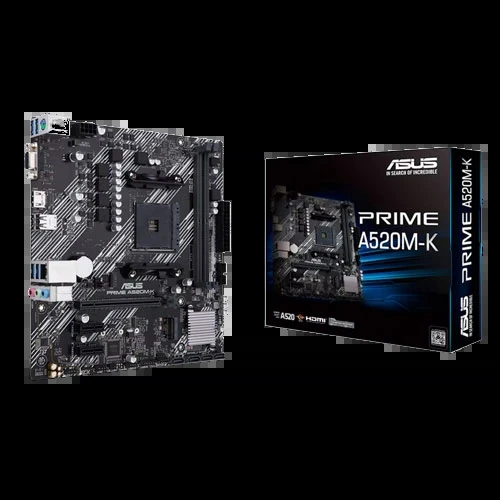 ASUS
PRIME A520M-K
ASUS
IN SEARCH OF INCREDIBLE
PRIME
A520M-K
A520
HDMI
ASUS
PRIME A520M-K